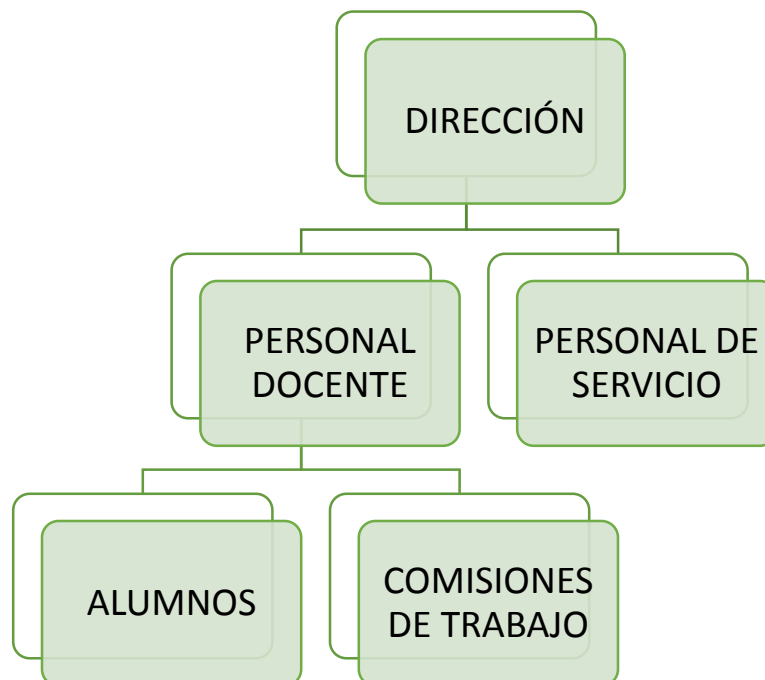 DIRECCIÓN
PERSONAL
DOCENTE
PERSONAL DE
SERVICIO
ALUMNOS
COMISIONES
DE TRABAJO